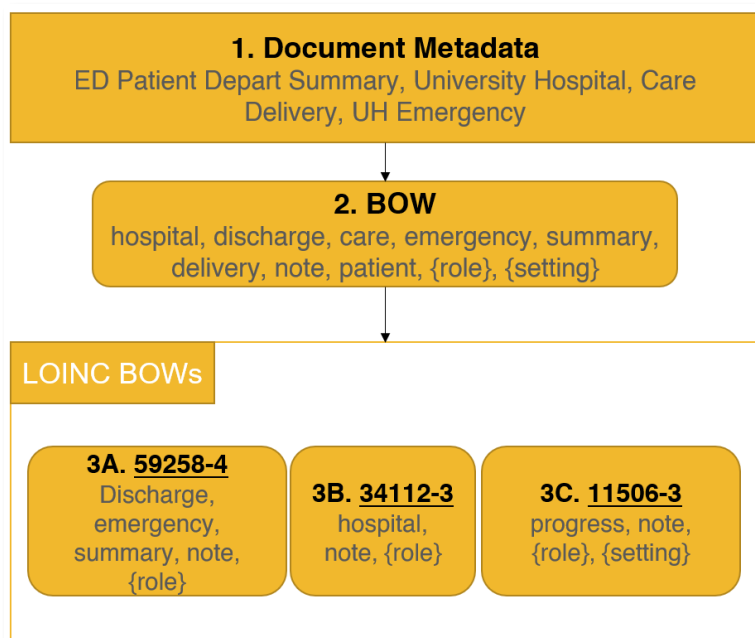 1. Document Metadata
ED Patient Depart Summary, University Hospital, Care
Delivery, UH Emergency
2. BOW
hospital, discharge, care, emergency, summary,
delivery, note, patient, {role}, {setting}
LOINC BOWs
3A. 59258-4
Discharge,
emergency,
summary, note,
{role}
3B. 34112-3
hospital,
note, {role}
3C. 11506-3
progress, note,
{role}, {setting}